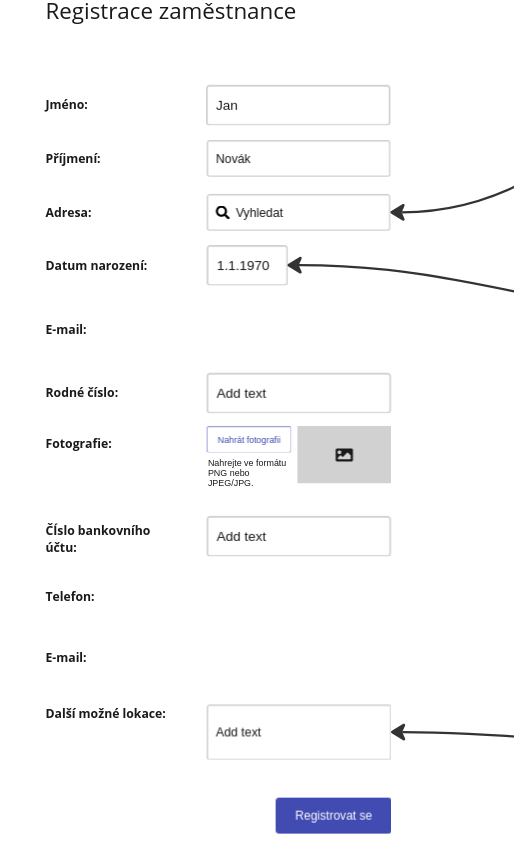 Registrace zaměstnance
Jméno:
Jan
Příjmení:
Novák
Adresa:
Vyhledat
Datum narození:
1.1.1970
E-mail:
Rodné číslo:
Add text
Fotografie:
Nahrát fotografii
Nahrejte ve formátu
PNG nebo
JPEG/JPG.
Číslo bankovního
účtu:
Add text
Telefon:
E-mail:
Další možné lokace:
Add text
Registrovat se